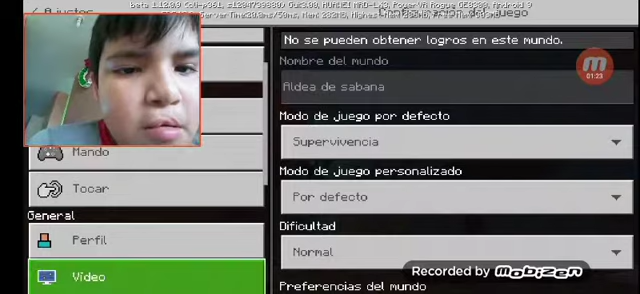 Ajustes
No se pueden obtener logros en este mundo.
Nombre del mundo
Aldea de sabana
01:23
Modo de juego por defecto
Supervivencia
Mando
Modo de juego personalizado
Tocar
Por defecto
General
Dificultad
Perfil
Normal
Vídeo
Recorded by Mobizen
Preferencias del mundo